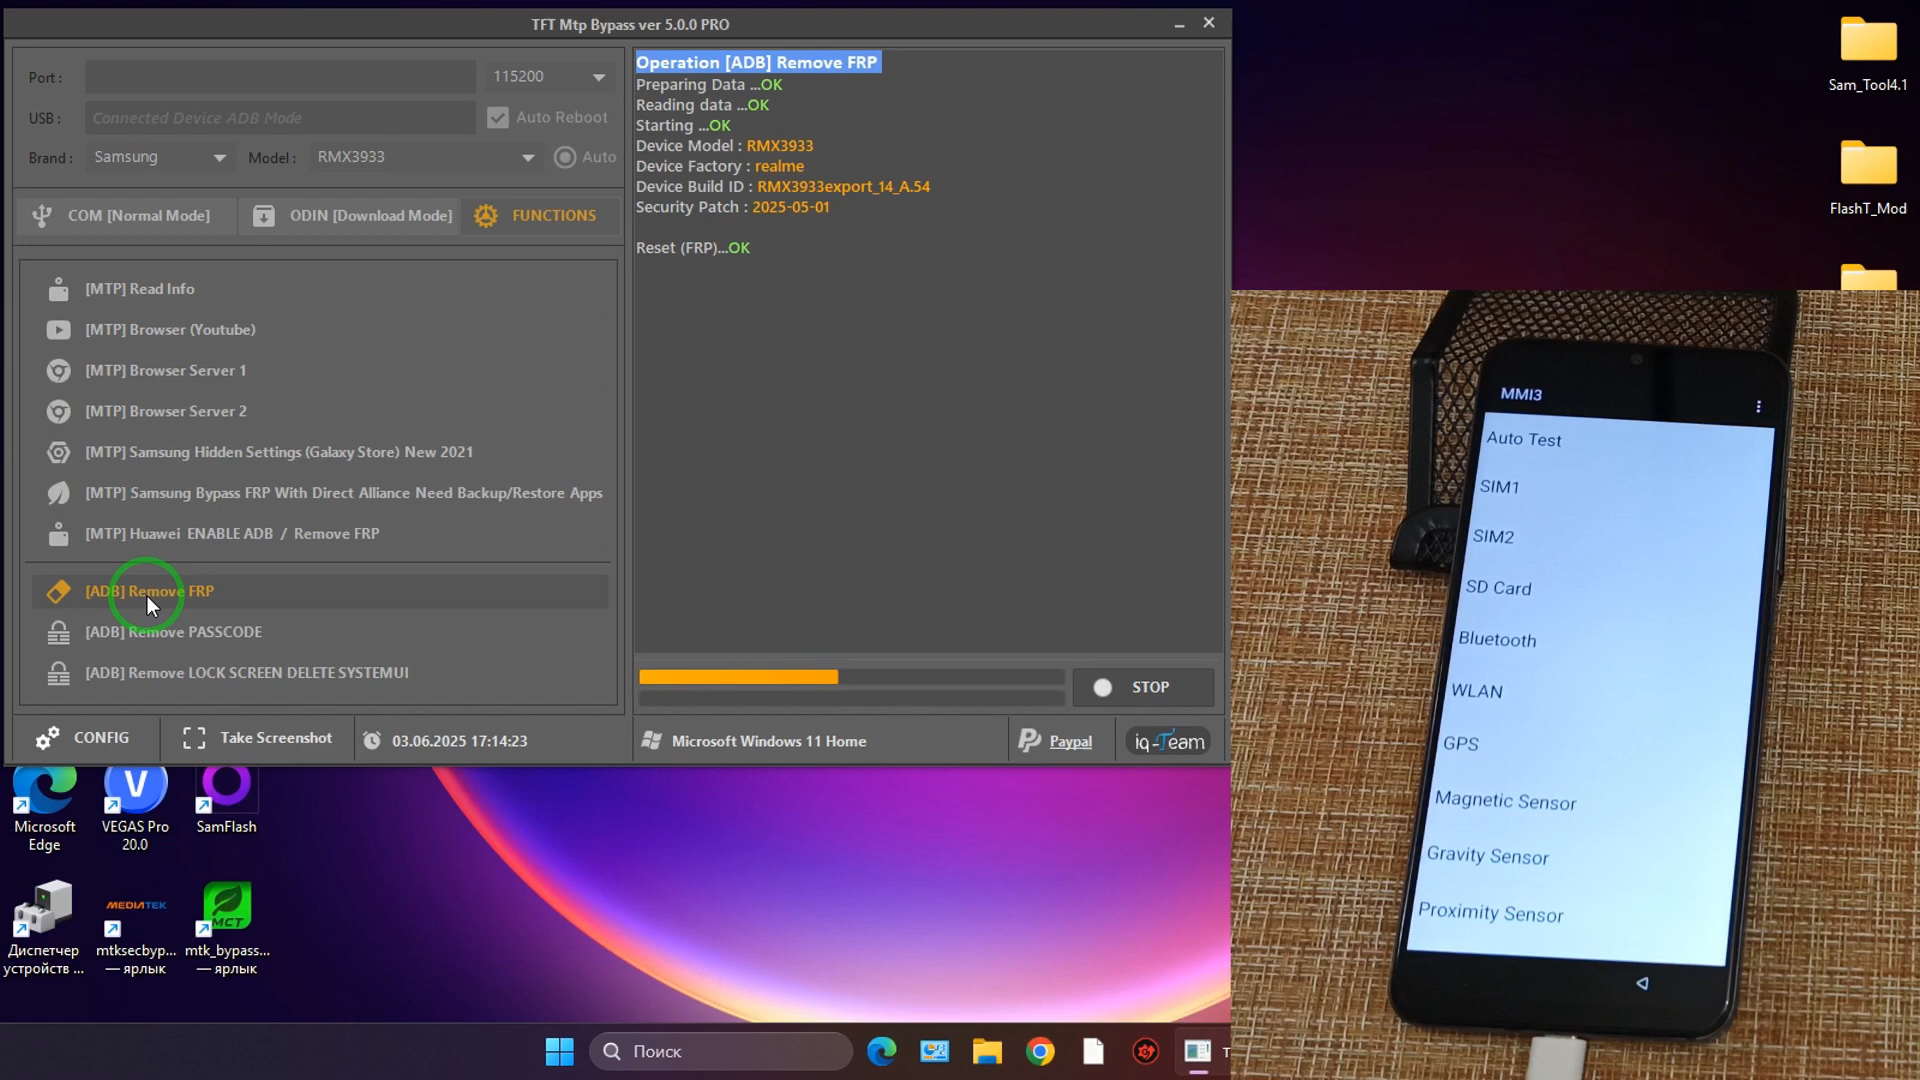 TFT Mtp Bypass ver 5.0.0 PRO
Port :
115200
USB :
Connected Device ADB Mode
Auto Reboot
Brand :
Samsung
Model :
RMX3933
Auto
COM [Normal Mode]
ODIN [Download Mode]
FUNCTIONS
[MTP] Read Info
[MTP] Browser (Youtube)
[MTP] Browser Server 1
[MTP] Browser Server 2
[MTP] Samsung Hidden Settings (Galaxy Store) New 2021
[MTP] Samsung Bypass FRP With Direct Alliance Need Backup/Restore Apps
[MTP] Huawei ENABLE ADB / Remove FRP
[ADB] Remove FRP
[ADB] Remove PASSCODE
[ADB] Remove LOCK SCREEN DELETE SYSTEMUI
CONFIG
Take Screenshot
03.06.2025 17:14:23
Operation [ADB] Remove FRP
Preparing Data ...OK
Reading data ...OK
Starting ...OK
Device Model : RMX3933
Device Factory : realme
Device Build ID : RMX3933export_14_A.54
Security Patch : 2025-05-01
Reset (FRP)...OK
STOP
Microsoft Windows 11 Home
Paypal
iq-Team
Sam_Tool4.1
FlashT_Mod
MMI3
Auto Test
SIM1
SIM2
SD Card
Bluetooth
WLAN
GPS
Magnetic Sensor
Gravity Sensor
Proximity Sensor
Microsoft
Edge
V
VEGAS Pro
20.0
SamFlash
Диспетчер
устройств ...
MEDIATEK
mtksecbyp...
— ярлык
MCT
mtk_bypass...
— ярлык
Поиск
T